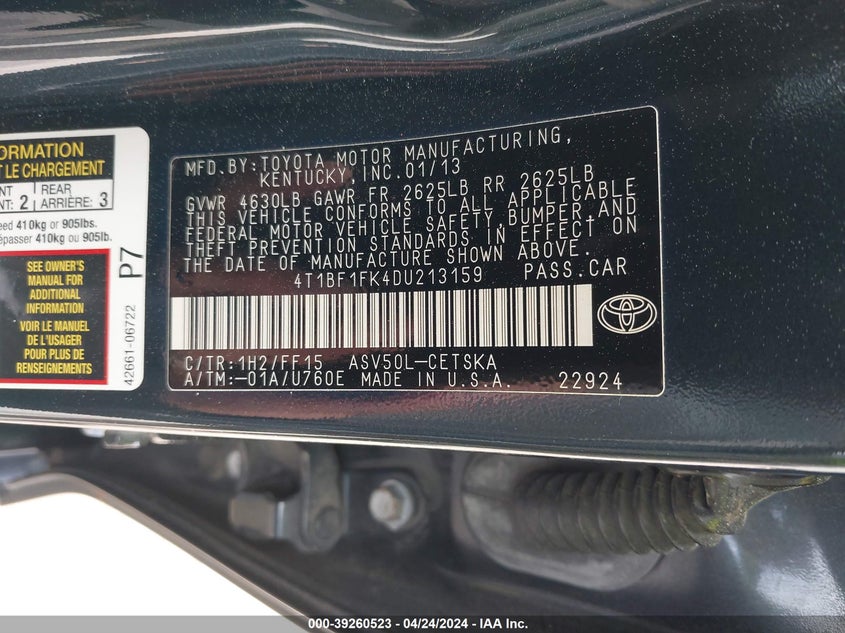 ORMATION
T LE CHARGEMENT
NT
NT: 2
REAR
ARRIÈRE: 3
eed 410kg or 905lbs.
épasser 410kg ou 905lb.
SEE OWNER'S
MANUAL FOR
ADDITIONAL
INFORMATION
VOIR LE MANUEL
DE L'USAGER
POUR PLUS DE
RENSEIGNEMENTS
P7
42661-06722
MFD.BY:TOYOTA MOTOR MANUFACTURING,
KENTUCKY,INC.01/13
GVWR 4630LB GAWR FR 2625LB RR 2625LB
THIS VEHICLE CONFORMS TO ALL APPLICABLE
FEDERAL MOTOR VEHICLE SAFETY,BUMPER,AND
THEFT PREVENTION STANDARDS IN EFFECT ON
THE DATE OF MANUFACTURE SHOWN ABOVE.
4T1BF1FK4DU213159 PASS.CAR
C/TR:1H2/FF15 ASV50L-CETSKA
A/TM:-01A/U760E MADE IN U.S.A. 22924
000-39260523 - 04/24/2024 - IAA Inc.